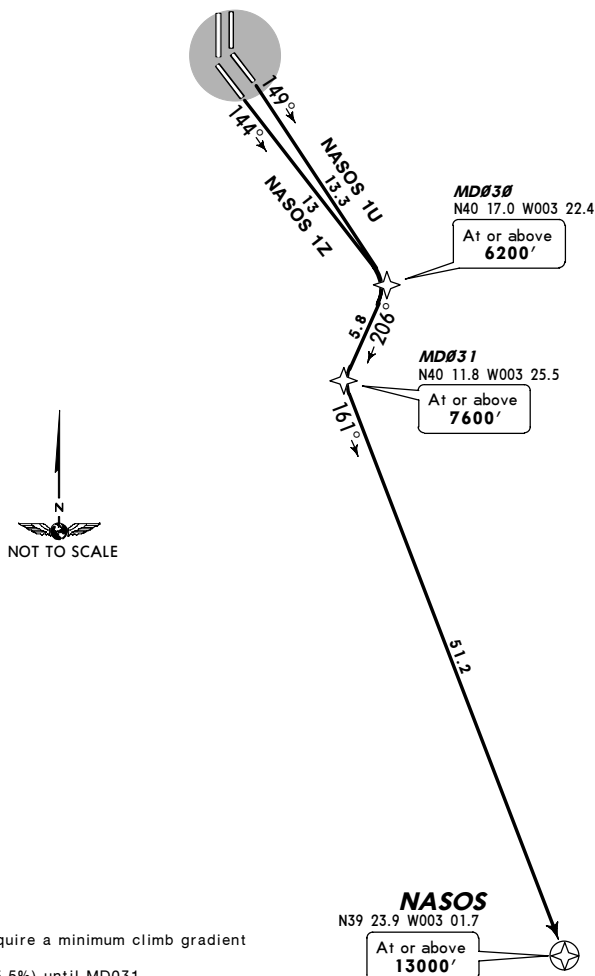 149°
144°
NASOS 1U
13.3
13
NASOS 1Z
MDØ3Ø
N40 17.0 W003 22.4
At or above
6200'
5.8
206°
MDØ31
N40 11.8 W003 25.5
At or above
7600'
161°
N
NOT TO SCALE
51.2
NASOS
N39 23.9 W003 01.7
At or above
13000'
quire a minimum climb gradient
5.5%) until MD031